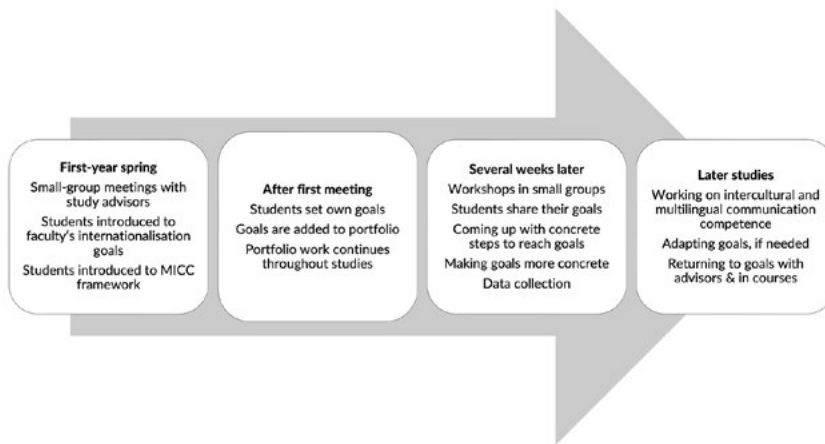 First-year spring
Small-group meetings with
study advisors
Students introduced to
faculty's internationalisation
goals
Students introduced to MICC
framework
After first meeting
Students set own goals
Goals are added to portfolio
Portfolio work continues
throughout studies
Several weeks later
Workshops in small groups
Students share their goals
Coming up with concrete
steps to reach goals
Making goals more concrete
Data collection
Later studies
Working on intercultural and
multilingual communication
competence
Adapting goals, if needed
Returning to goals with
advisors & in courses